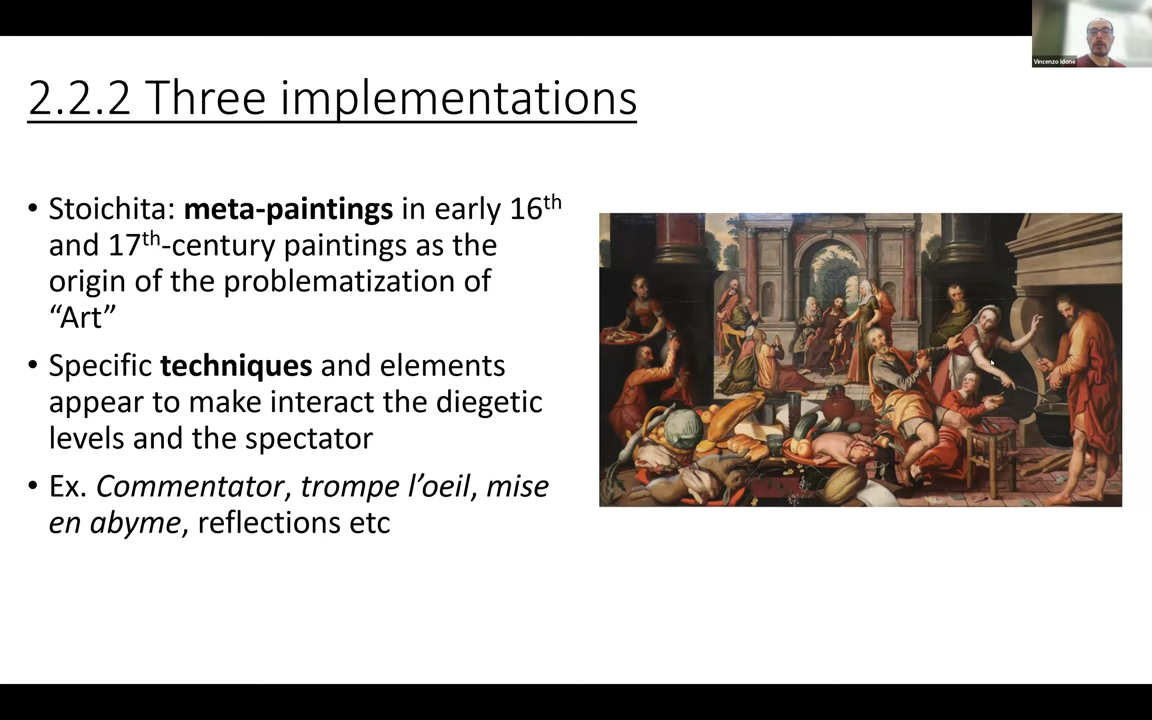 Vincenzo Idone
2.2.2 Three implementations
• Stoichita: meta-paintings in early 16th
and 17th-century paintings as the
origin of the problematization of
“Art”
• Specific techniques and elements
appear to make interact the diegetic
levels and the spectator
• Ex. Commentator, trompe l’oeil, mise
en abyme, reflections etc